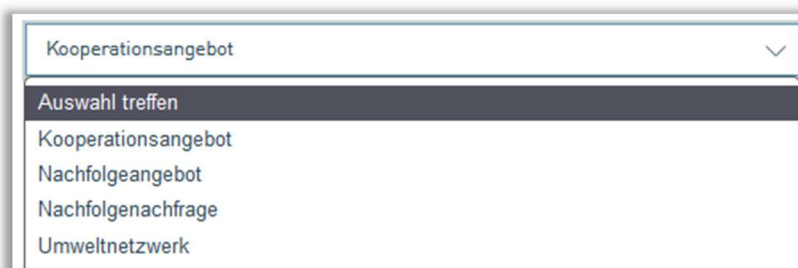 Kooperationsangebot
Auswahl treffen
Kooperationsangebot
Nachfolgeangebot
Nachfolgenachfrage
Umweltnetzwerk